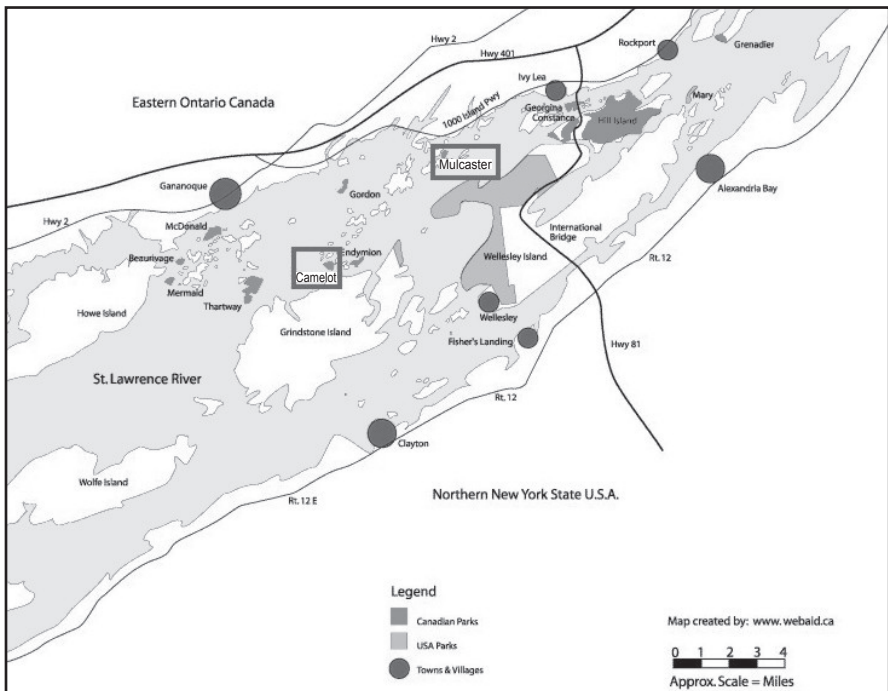 Hwy 2
Rockport
Grenadier
Hwy 401
Ivy Lea
Eastern Ontario Canada
1000 Island Pwy
Georgina
Constance
Hill Island
Mary
Mulcaster
Gananoque
Gordon
Alexandria Bay
Hwy 2
McDonald
International
Bridge
Beaurivage
Endymion
Wellesley Island
Rt. 12
Camelot
Mermaid
Thartway
Howe Island
Wellesley
Grindstone Island
Fisher's Landing
Hwy 81
St. Lawrence River
Rt. 12
Clayton
Wolfe Island
Rt. 12 E
Northern New York State U.S.A.
Legend
Canadian Parks
USA Parks
Towns & Villages
Map created by: www.webaid.ca
0 1 2 3 4
Approx. Scale = Miles